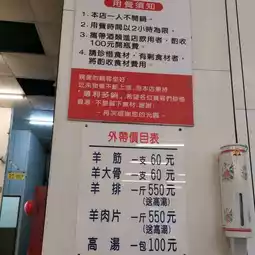 用餐須知
1. 本店一人不開鍋。
2. 用餐時間以2小時為限。
3. 攜帶酒類進店飲用者,酌收
100元開瓶費。
4. 請珍惜食材,有剩食材者
將酌收食材費用。
外帶價目表
羊筋 一支60元
羊大骨 一支60元
羊排 一斤550元
(送高湯)
羊肉片 一斤550元
(送高湯)
高湯 一包100元